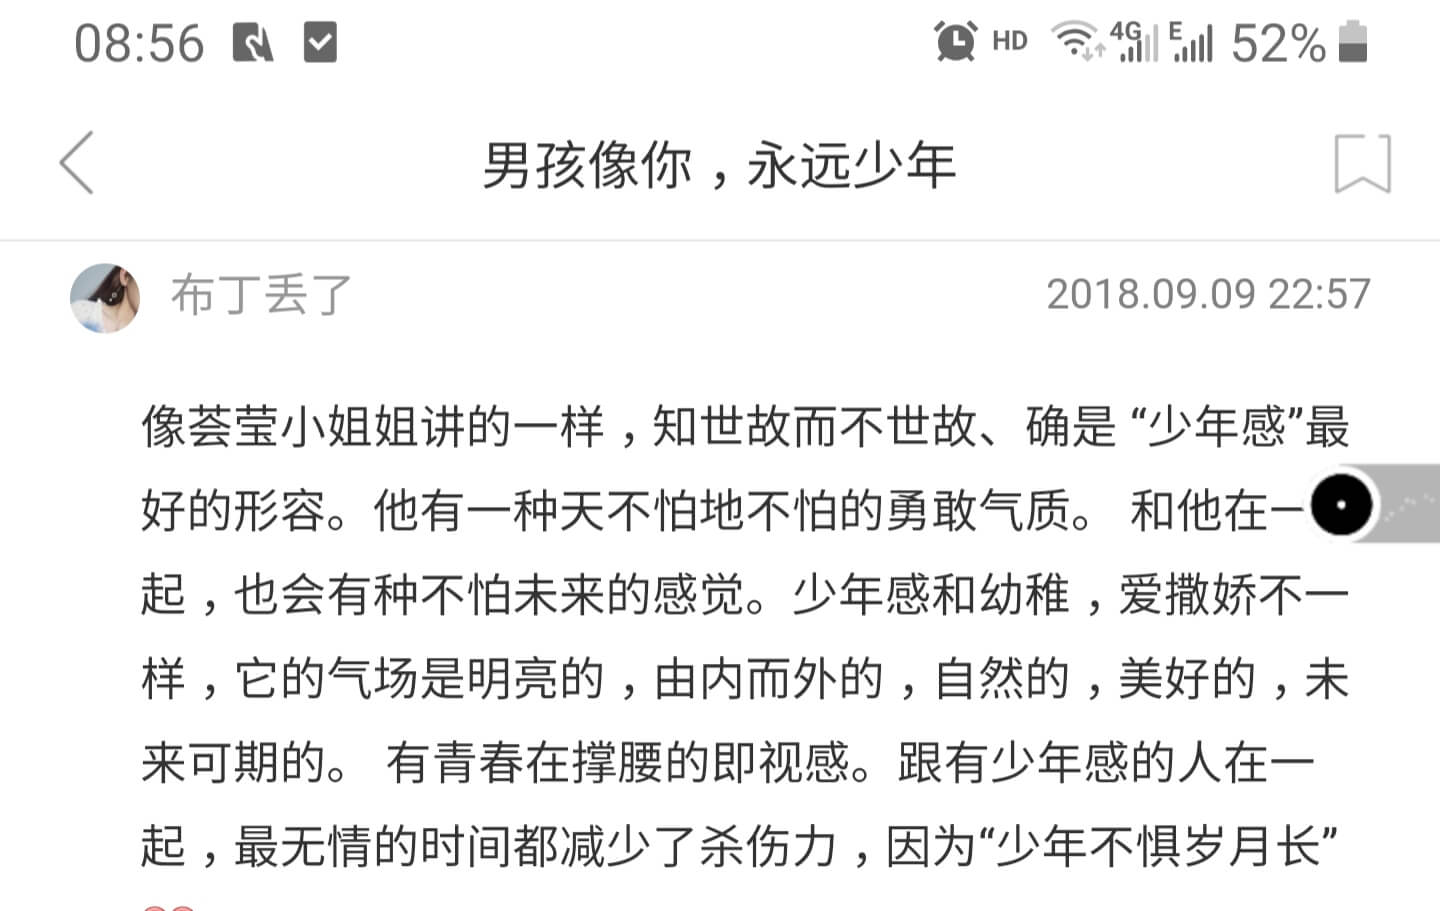 08:56 HD 4G E 52%
男孩像你，永远少年
布丁丢了 2018.09.09 22:57
像荟莹小姐姐讲的一样，知世故而不世故、确是 “少年感”最
好的形容。他有一种天不怕地不怕的勇敢气质。 和他在一
起，也会有种不怕未来的感觉。少年感和幼稚，爱撒娇不一
样，它的气场是明亮的，由内而外的，自然的，美好的，未
来可期的。 有青春在撑腰的即视感。跟有少年感的人在一
起，最无情的时间都减少了杀伤力，因为“少年不惧岁月长”